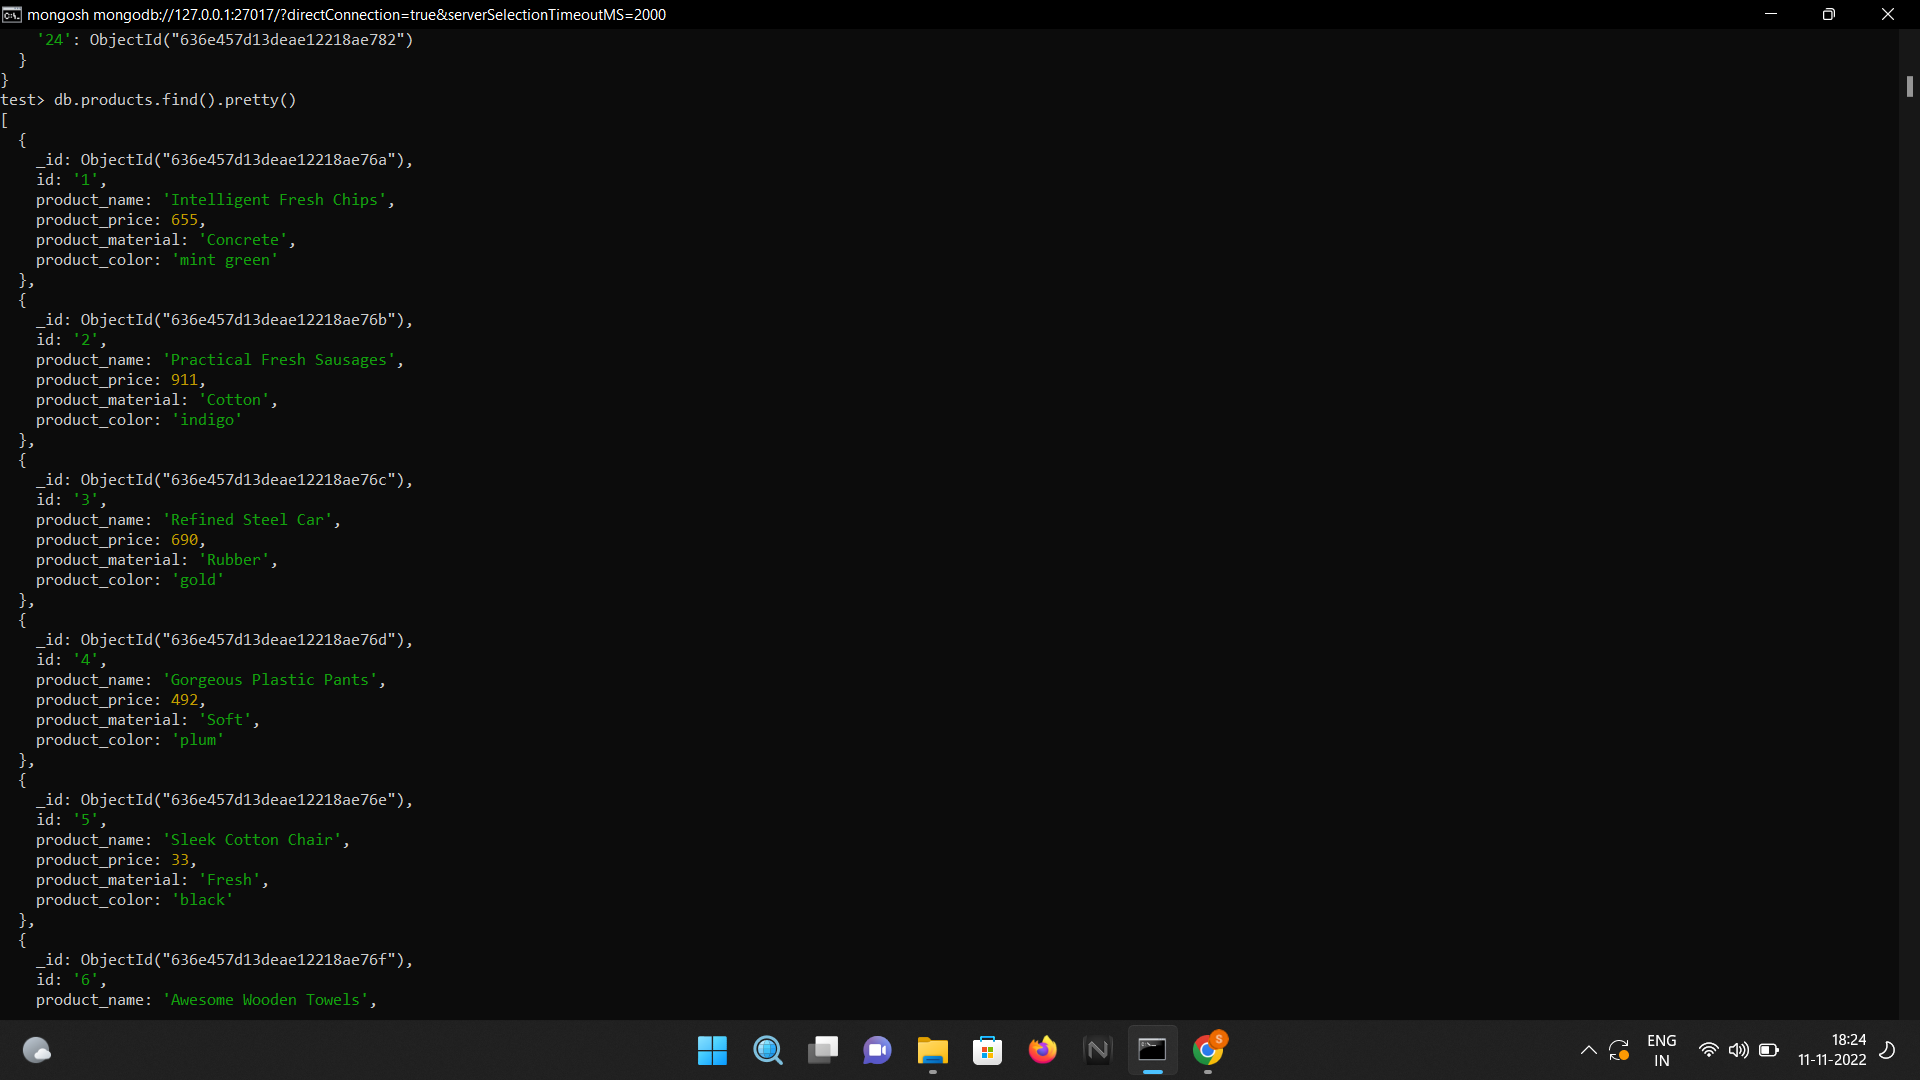 mongosh mongodb://127.0.0.1:27017/?directConnection=true&serverSelectionTimeoutMS=2000
    '24': ObjectId("636e457d13deae12218ae782")
  }
}
test> db.products.find().pretty()
[
  {
    _id: ObjectId("636e457d13deae12218ae76a"),
    id: '1',
    product_name: 'Intelligent Fresh Chips',
    product_price: 655,
    product_material: 'Concrete',
    product_color: 'mint green'
  },
  {
    _id: ObjectId("636e457d13deae12218ae76b"),
    id: '2',
    product_name: 'Practical Fresh Sausages',
    product_price: 911,
    product_material: 'Cotton',
    product_color: 'indigo'
  },
  {
    _id: ObjectId("636e457d13deae12218ae76c"),
    id: '3',
    product_name: 'Refined Steel Car',
    product_price: 690,
    product_material: 'Rubber',
    product_color: 'gold'
  },
  {
    _id: ObjectId("636e457d13deae12218ae76d"),
    id: '4',
    product_name: 'Gorgeous Plastic Pants',
    product_price: 492,
    product_material: 'Soft',
    product_color: 'plum'
  },
  {
    _id: ObjectId("636e457d13deae12218ae76e"),
    id: '5',
    product_name: 'Sleek Cotton Chair',
    product_price: 33,
    product_material: 'Fresh',
    product_color: 'black'
  },
  {
    _id: ObjectId("636e457d13deae12218ae76f"),
    id: '6',
    product_name: 'Awesome Wooden Towels',
S
ENG
IN
18:24
11-11-2022